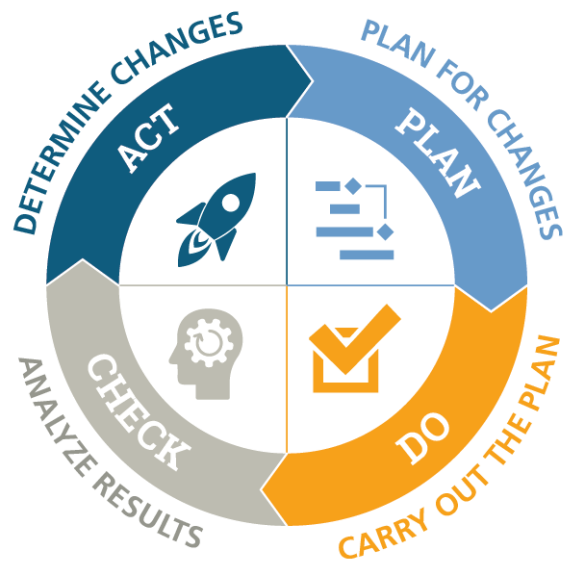 DETERMINE CHANGES
ACT
PLAN FOR CHANGES
PLAN
ANALYZE RESULTS
CHECK
CARRY OUT THE PLAN
DO